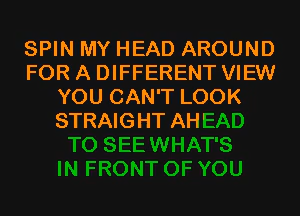 SPIN MY HEAD AROUND
FOR A DIFFERENT VIEW
YOU CAN'T LOOK
STRAIGHT AHEAD
TO SEE WHAT'S
IN FRONT OF YOU